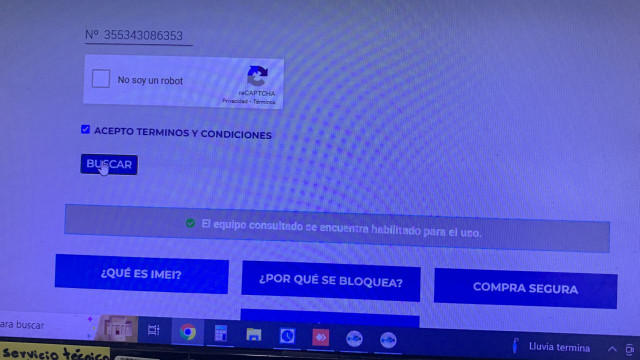 Nº 355343086353
No soy un robot
reCAPTCHA
Privacidad - Términos
ACEPTO TERMINOS Y CONDICIONES
BUSCAR
El equipo consultado se encuentra habilitado para el uso.
¿QUÉ ES IMEI?
¿POR QUÉ SE BLOQUEA?
COMPRA SEGURA
ara buscar
Lluvia termina
servicio técnico